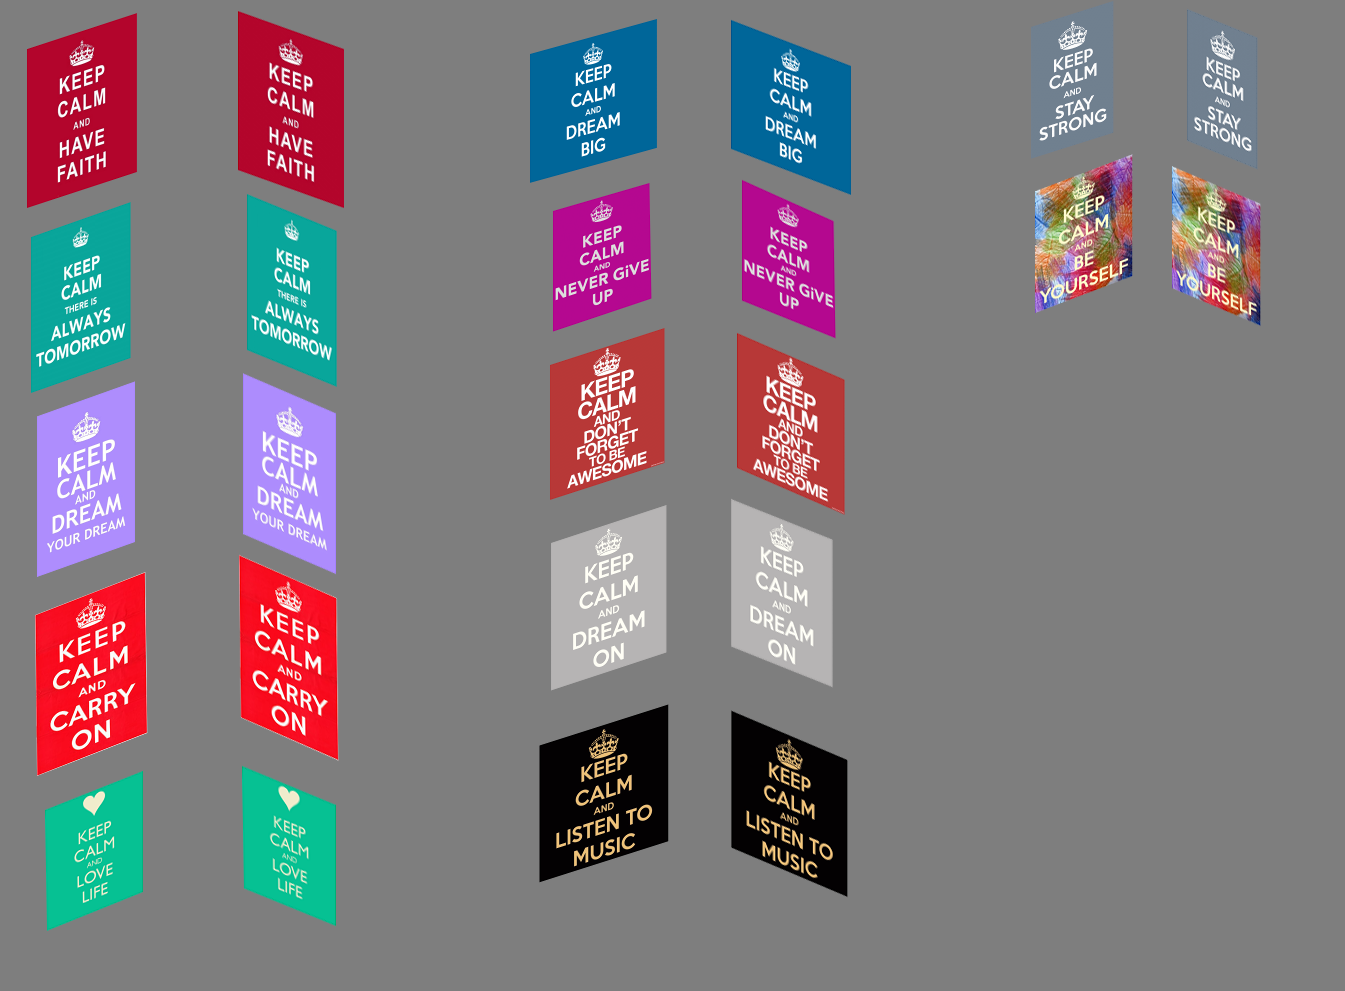 KEEP
CALM
AND
HAVE
FAITH
KEEP
CALM
AND
HAVE
FAITH
KEEP
CALM
THERE IS
ALWAYS
TOMORROW
KEEP
CALM
THERE IS
ALWAYS
TOMORROW
KEEP
CALM
AND
DREAM
YOUR DREAM
KEEP
CALM
AND
DREAM
YOUR DREAM
KEEP
CALM
AND
CARRY
ON
KEEP
CALM
AND
CARRY
ON
KEEP
CALM
AND
LOVE
LIFE
KEEP
CALM
AND
LOVE
LIFE
KEEP
CALM
AND
DREAM
BIG
KEEP
CALM
AND
DREAM
BIG
KEEP
CALM
AND
NEVER GiVE
UP
KEEP
CALM
AND
NEVER GiVE
UP
KEEP
CALM
AND
DON'T
FORGET
TO BE
AWESOME
KEEP
CALM
AND
DON'T
FORGET
TO BE
AWESOME
KEEP
CALM
AND
DREAM
ON
KEEP
CALM
AND
DREAM
ON
KEEP
CALM
AND
LISTEN TO
MUSIC
KEEP
CALM
AND
LISTEN TO
MUSIC
KEEP
CALM
AND
STAY
STRONG
KEEP
CALM
AND
STAY
STRONG
KEEP
CALM
AND
BE
YOURSELF
KEEP
CALM
AND
BE
YOURSELF